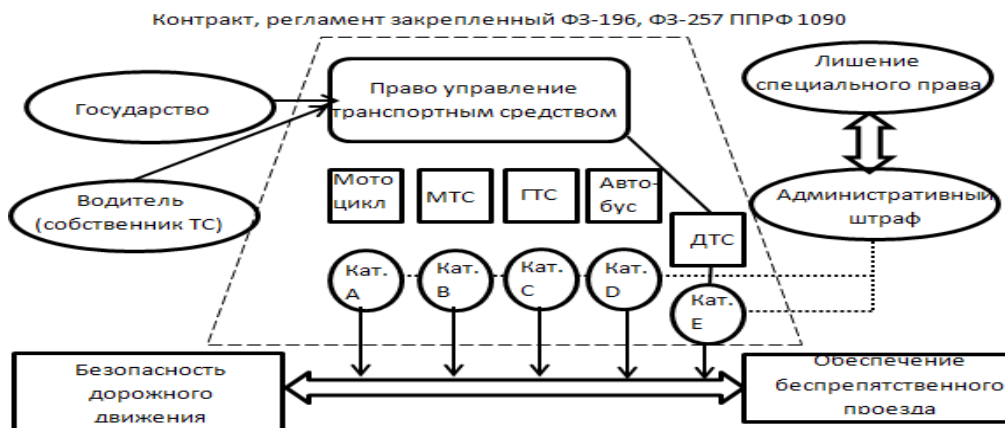 Контракт, регламент закрепленный ФЗ-196, ФЗ-257 ППРФ 1090
Государство
Водитель
(собственник ТС)
Право управление
транспортным средством
Лишение
специального права
Административный
штраф
Мото
цикл
МТС
ГТС
Авто-
бус
ДТС
Кат.
A
Кат.
B
Кат.
C
Кат.
D
Кат.
E
Безопасность
дорожного
движения
Обеспечение
беспрепятственного
проезда